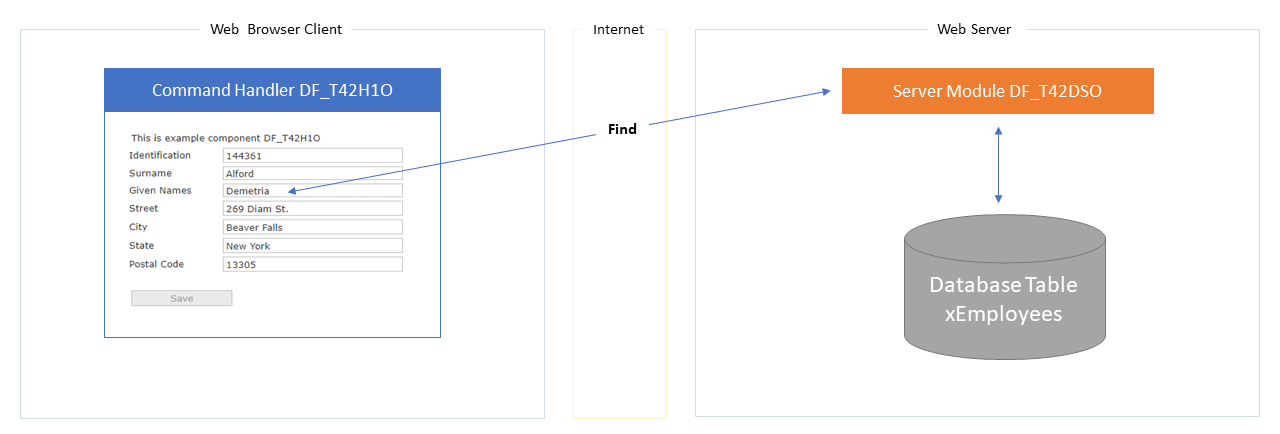 Web Browser Client
Internet
Web Server
Command Handler DF_T42H1O
Server Module DF_T42DSO
Find
This is example component DF_T42H1O
Identification 144361
Surname Alford
Given Names Demetria
Street 269 Diam St.
City Beaver Falls
State New York
Postal Code 13305
Save
Database Table
xEmployees